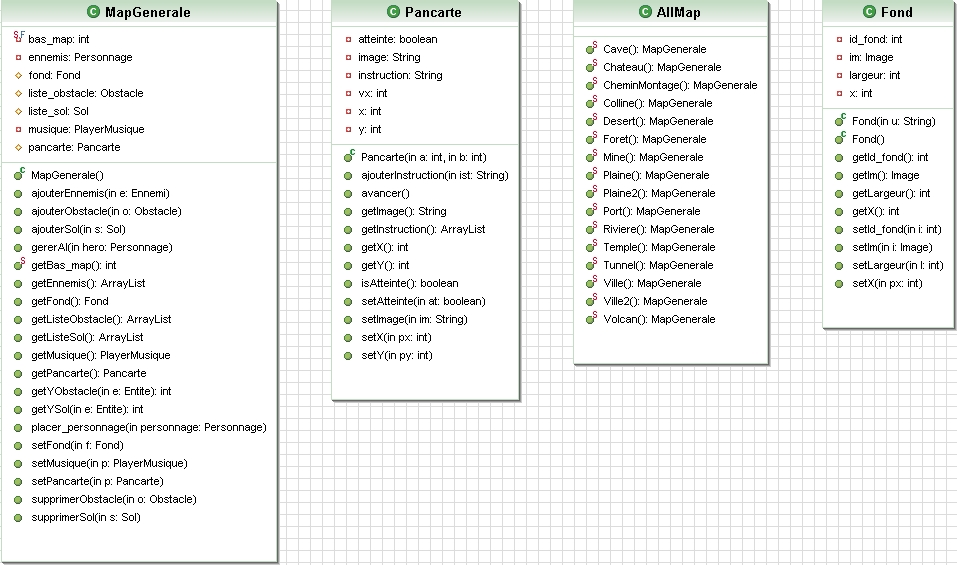 MapGenerale
bas_map: int
ennemis: Personnage
fond: Fond
liste_obstacle: Obstacle
liste_sol: Sol
musique: PlayerMusique
pancarte: Pancarte
MapGenerale()
ajouterEnnemis(in e: Ennemi)
ajouterObstacle(in o: Obstacle)
ajouterSol(in s: Sol)
gererAI(in hero: Personnage)
getBas_map(): int
getEnnemis(): ArrayList
getFond(): Fond
getListeObstacle(): ArrayList
getListeSol(): ArrayList
getMusique(): PlayerMusique
getPancarte(): Pancarte
getYObstacle(in e: Entite): int
getYSol(in e: Entite): int
placer_personnage(in personnage: Personnage)
setFond(in f: Fond)
setMusique(in p: PlayerMusique)
setPancarte(in p: Pancarte)
supprimerObstacle(in o: Obstacle)
supprimerSol(in s: Sol)
Pancarte
atteinte: boolean
image: String
instruction: String
vx: int
x: int
y: int
Pancarte(in a: int, in b: int)
ajouterInstruction(in ist: String)
avancer()
getImage(): String
getInstruction(): ArrayList
getX(): int
getY(): int
isAtteinte(): boolean
setAtteinte(in at: boolean)
setImage(in im: String)
setX(in px: int)
setY(in py: int)
AllMap
Cave(): MapGenerale
Chateau(): MapGenerale
CheminMontage(): MapGenerale
Colline(): MapGenerale
Desert(): MapGenerale
Foret(): MapGenerale
Mine(): MapGenerale
Plaine(): MapGenerale
Plaine2(): MapGenerale
Port(): MapGenerale
Riviere(): MapGenerale
Temple(): MapGenerale
Tunnel(): MapGenerale
Ville(): MapGenerale
Ville2(): MapGenerale
Volcan(): MapGenerale
Fond
id_fond: int
im: Image
largeur: int
x: int
Fond(in u: String)
Fond()
getId_fond(): int
getIm(): Image
getLargeur(): int
getX(): int
setId_fond(in i: int)
setIm(in i: Image)
setLargeur(in l: int)
setX(in px: int)